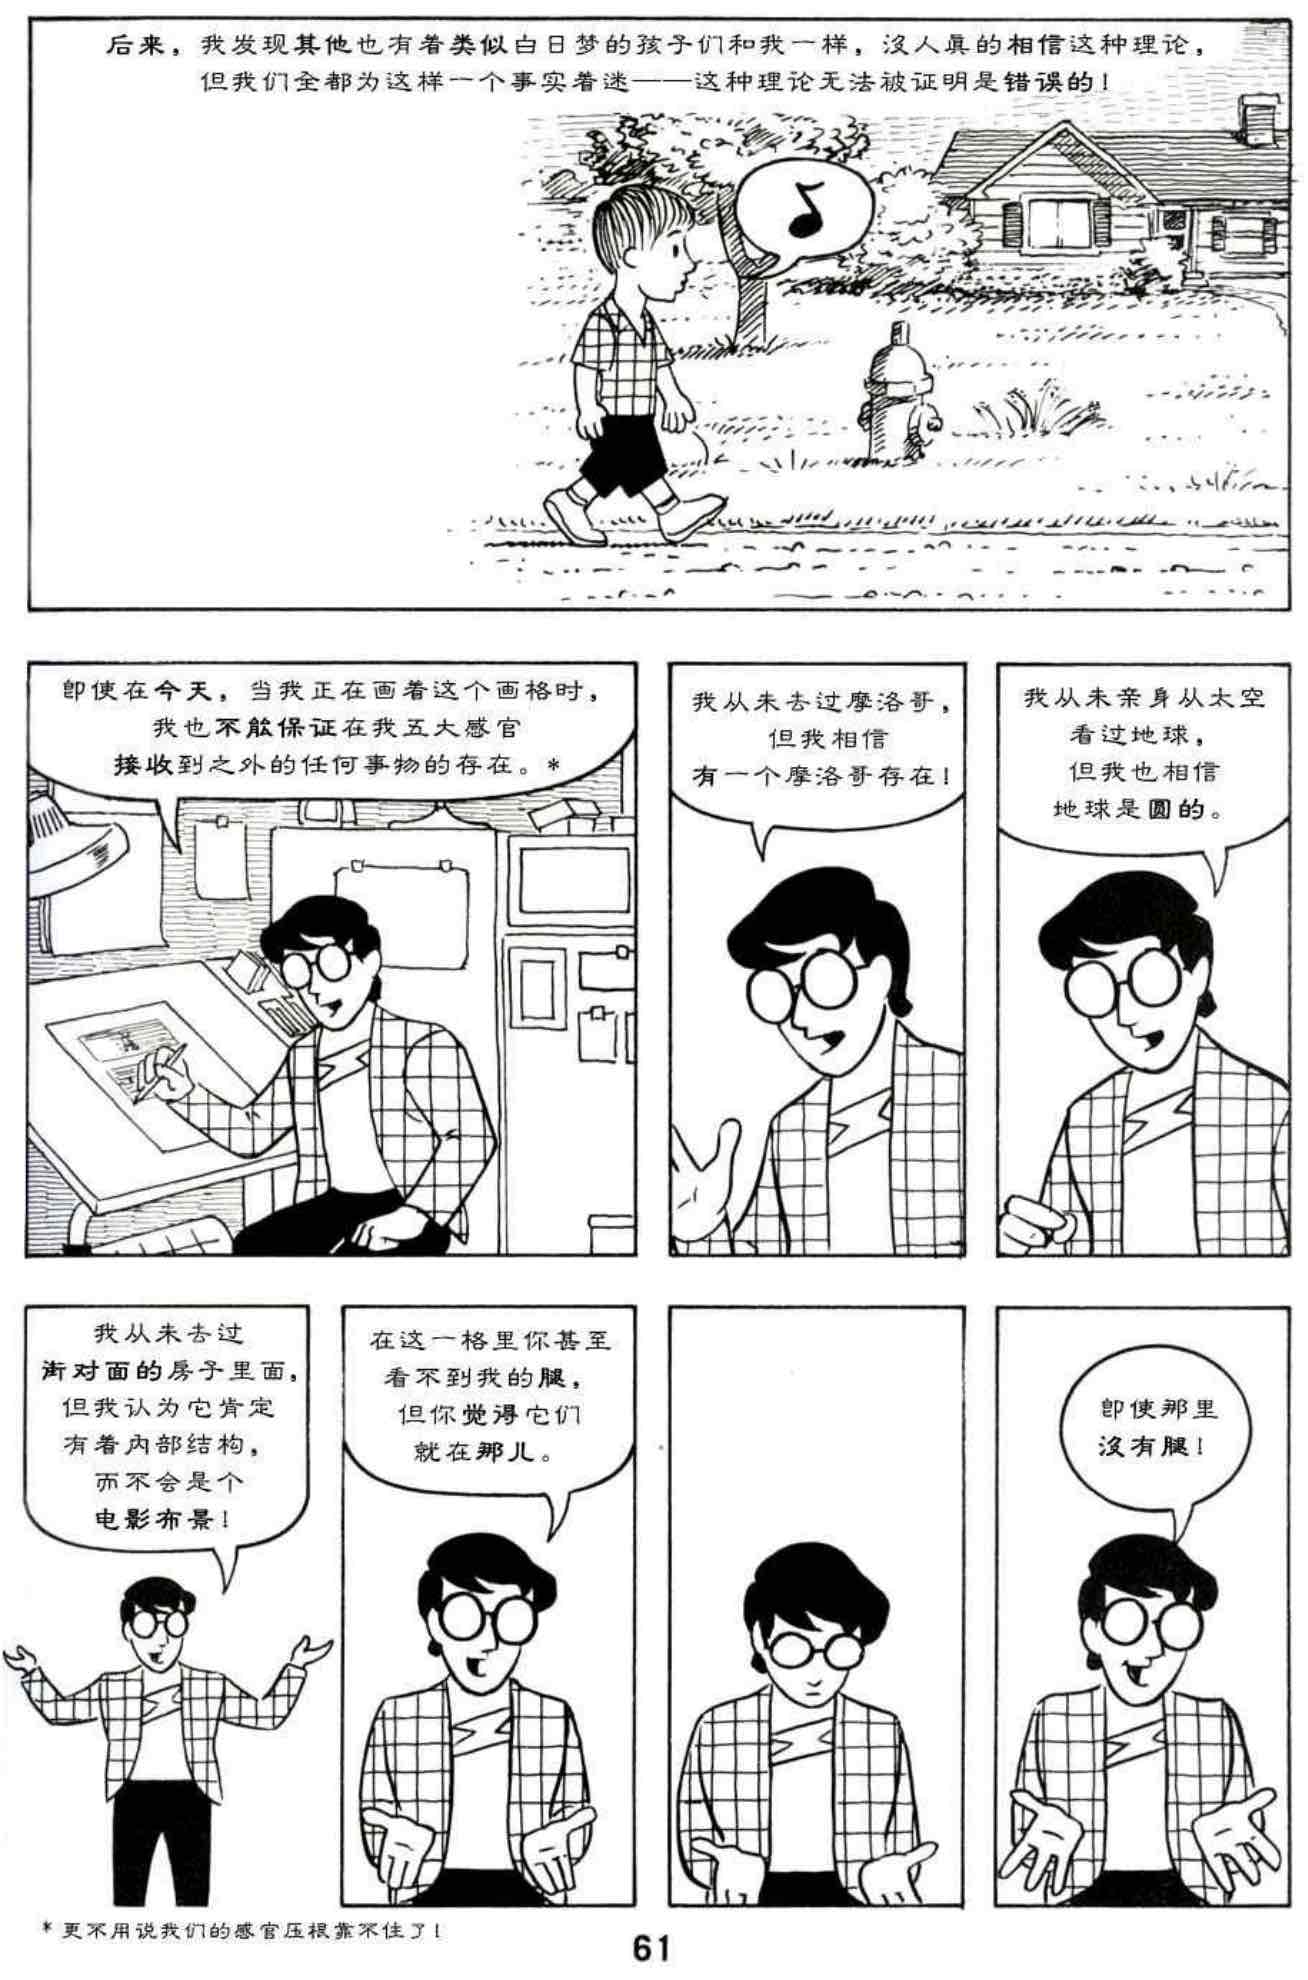 后来，我发现其他也有着类似白日梦的孩子们和我一样，没人真的相信这种理论，
但我们全都为这样一个事实着迷——这种理论无法被证明是错误的！
即使在今天，当我正在画着这个画格时，
我也不能保证在我五大感官
接收到之外的任何事物的存在。*
我从未去过摩洛哥，
但我相信
有一个摩洛哥存在！
我从未亲身从太空
看过地球，
但我也相信
地球是圆的。
我从未去过
街对面的房子里面，
但我认为它肯定
有着内部结构，
而不会是个
电影布景！
在这一格里你甚至
看不到我的腿，
但你觉得它们
就在那儿。
即使那里
没有腿！
* 更不用说我们的感官压根靠不住了！
61